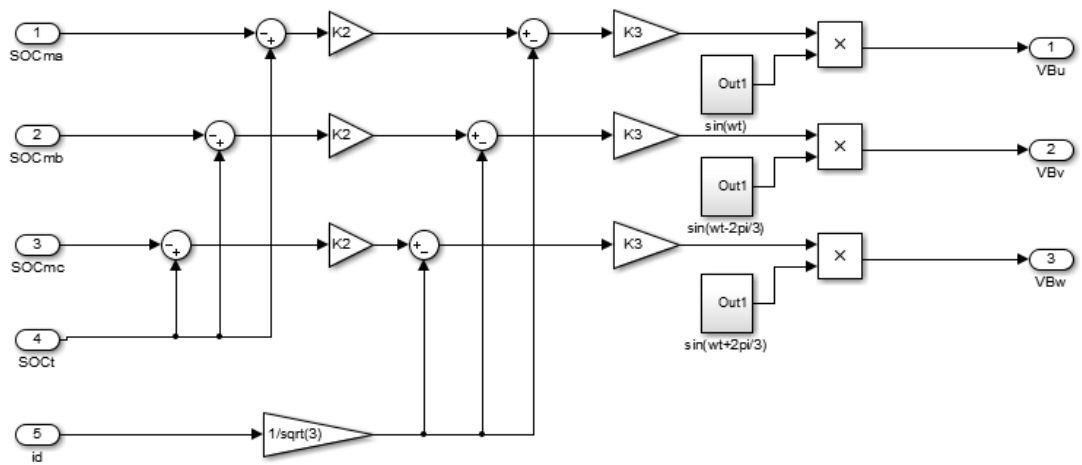 1
SOCma
- +
K2
+ -
K3
×
1
VBu
Out1
sin(wt)
2
SOCmb
- +
K2
+ -
K3
×
2
VBv
Out1
sin(wt-2pi/3)
3
SOCmc
- +
K2
+ -
K3
×
3
VBw
Out1
sin(wt+2pi/3)
4
SOCt
5
id
1/sqrt(3)